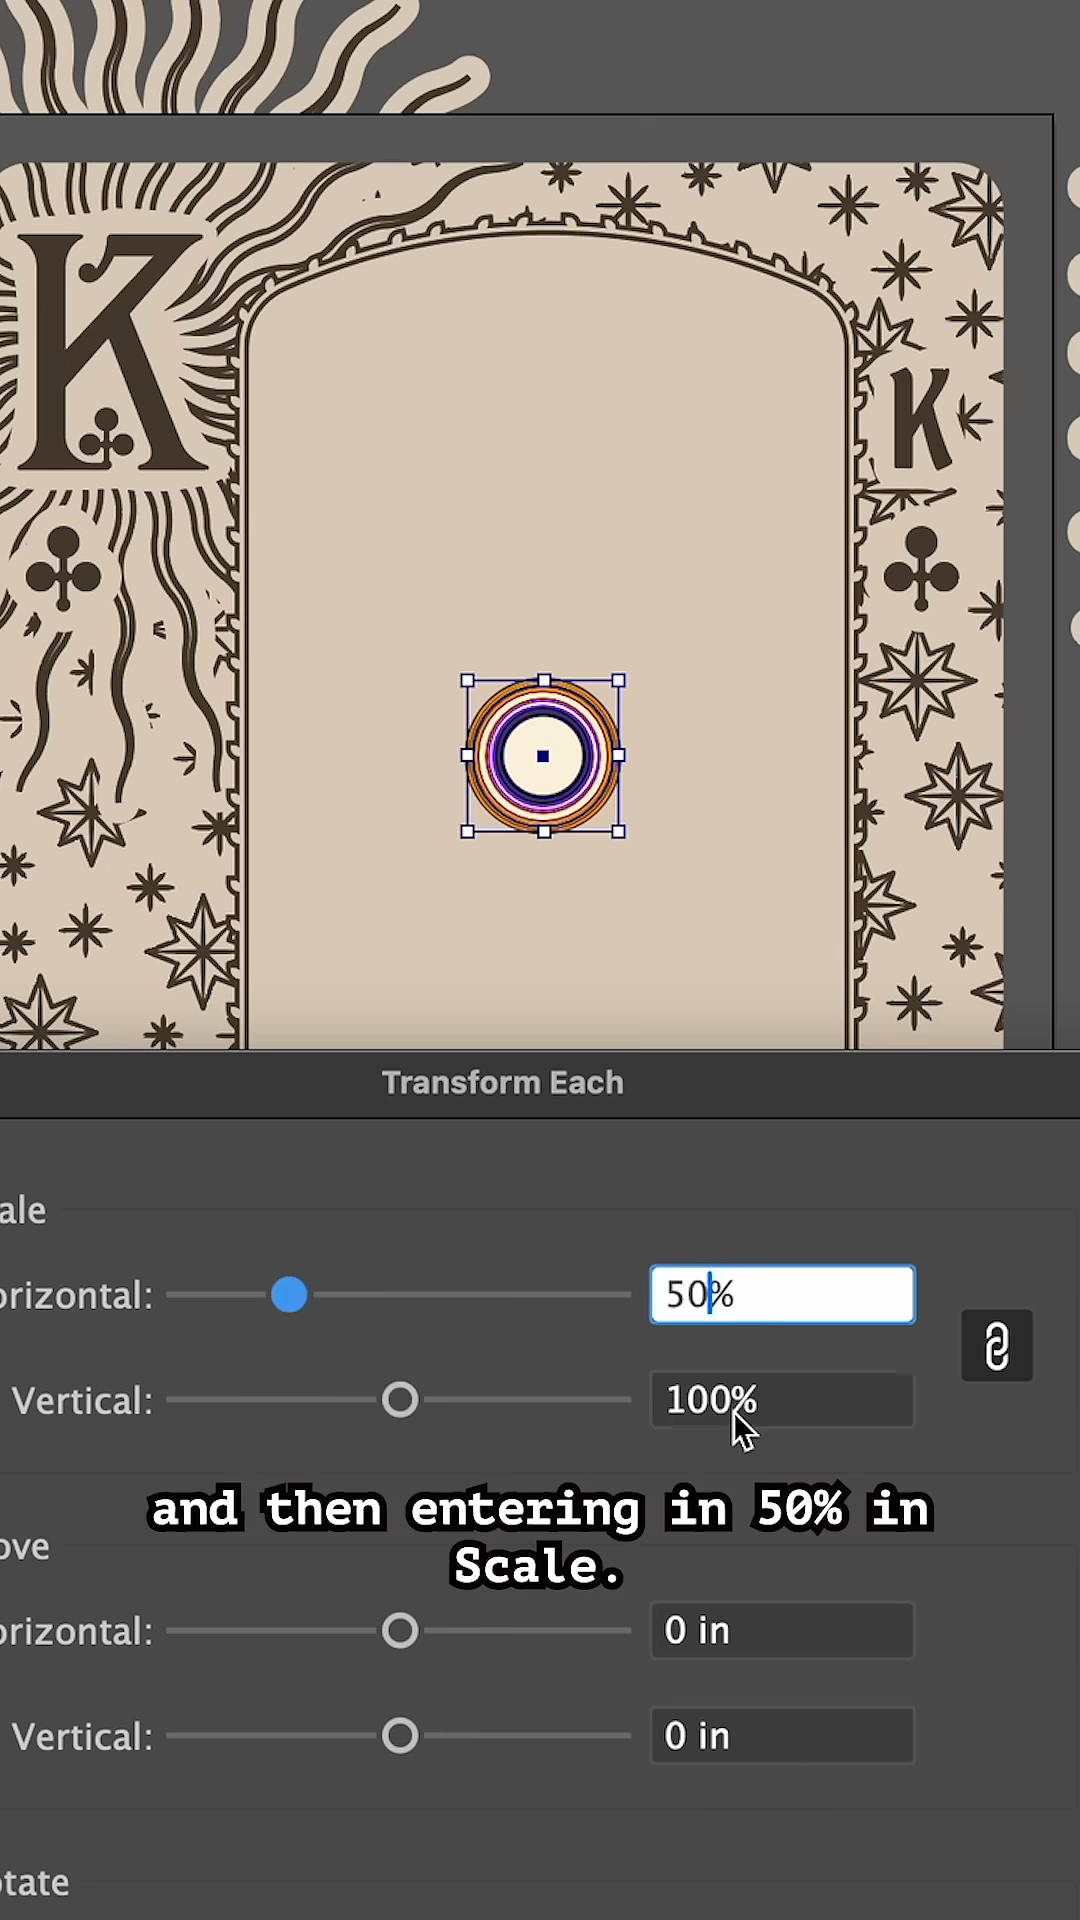 K
K
Transform Each
ale
orizontal:
50%
Vertical:
100%
and then entering in 50% in
Scale.
ove
orizontal:
0 in
Vertical:
0 in
otate